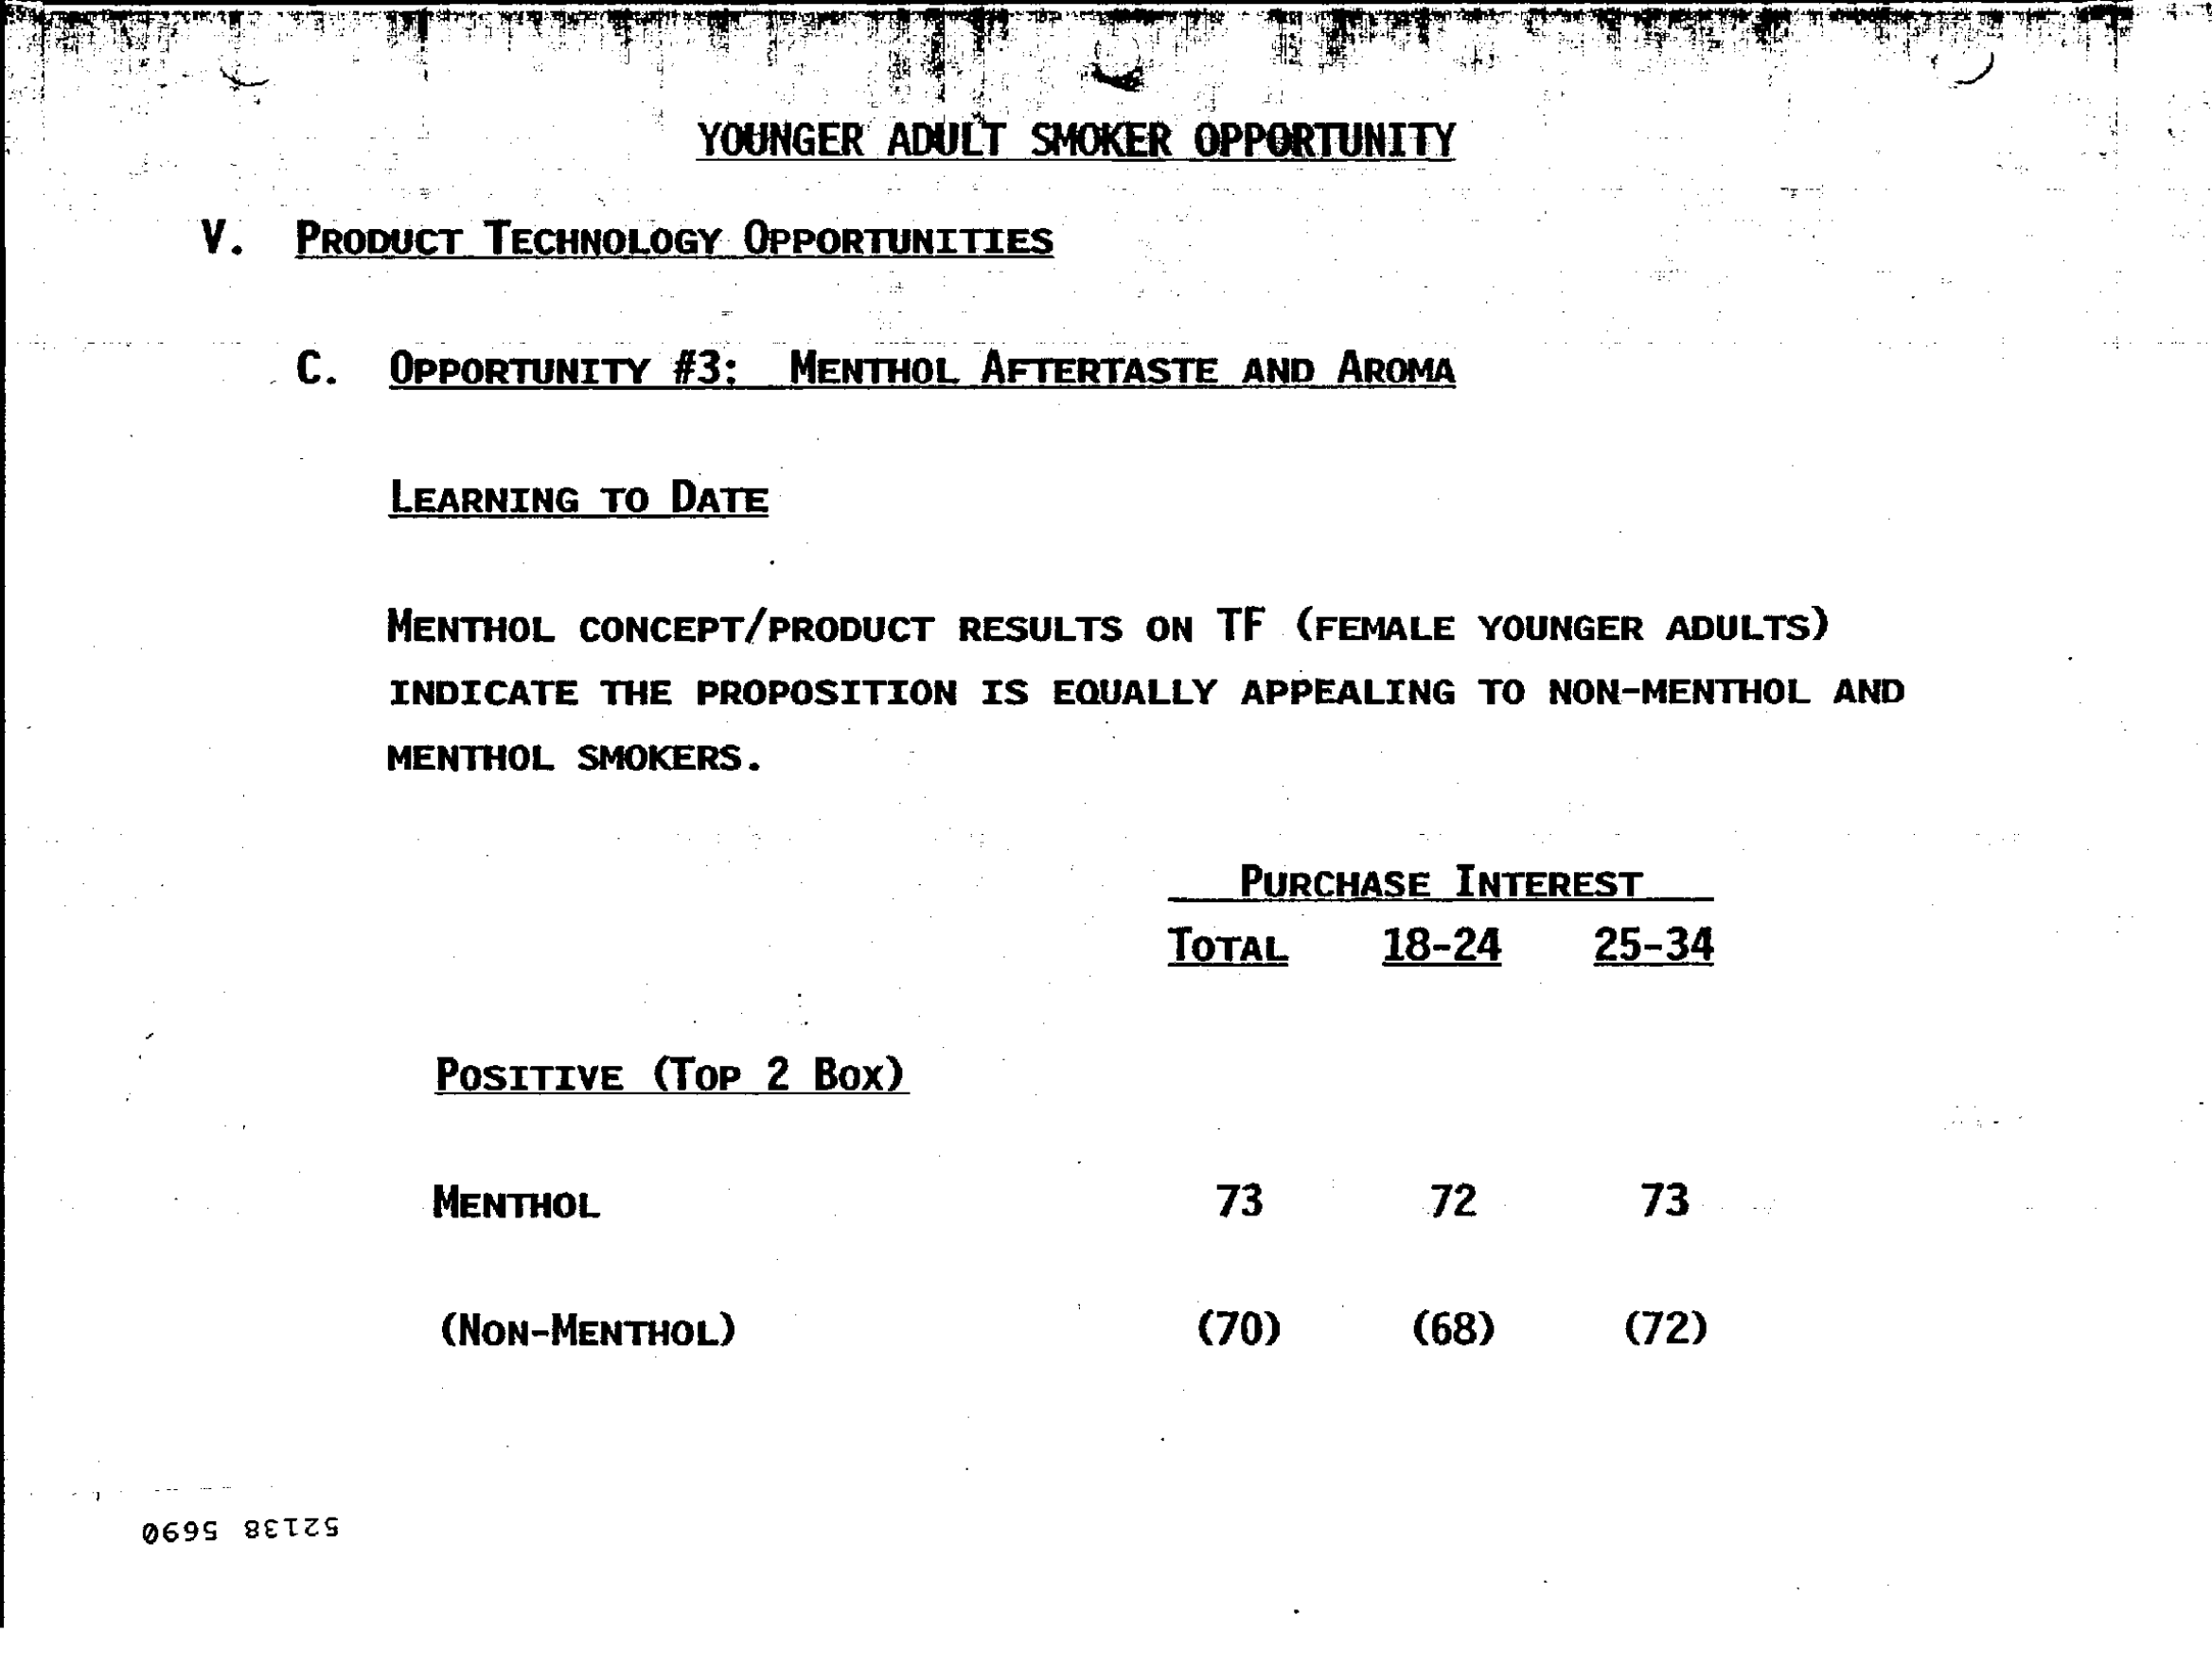 YOUNGER ADULT SMOKER OPPORTUNITY
V. PRODUCT TECHNOLOGY OPPORTUNITIES
C. OPPORTUNITY #3: MENTHOL AFTERTASTE AND AROMA
LEARNING TO DATE
MENTHOL CONCEPT/PRODUCT RESULTS ON TF (FEMALE YOUNGER ADULTS)
INDICATE THE PROPOSITION IS EQUALLY APPEALING TO NON-MENTHOL AND
MENTHOL SMOKERS.
PURCHASE INTEREST
TOTAL 18-24 25-34
POSITIVE (TOP 2 BOX)
MENTHOL 73 72 73
(NON-MENTHOL) (70) (68) (72)
52138 5690